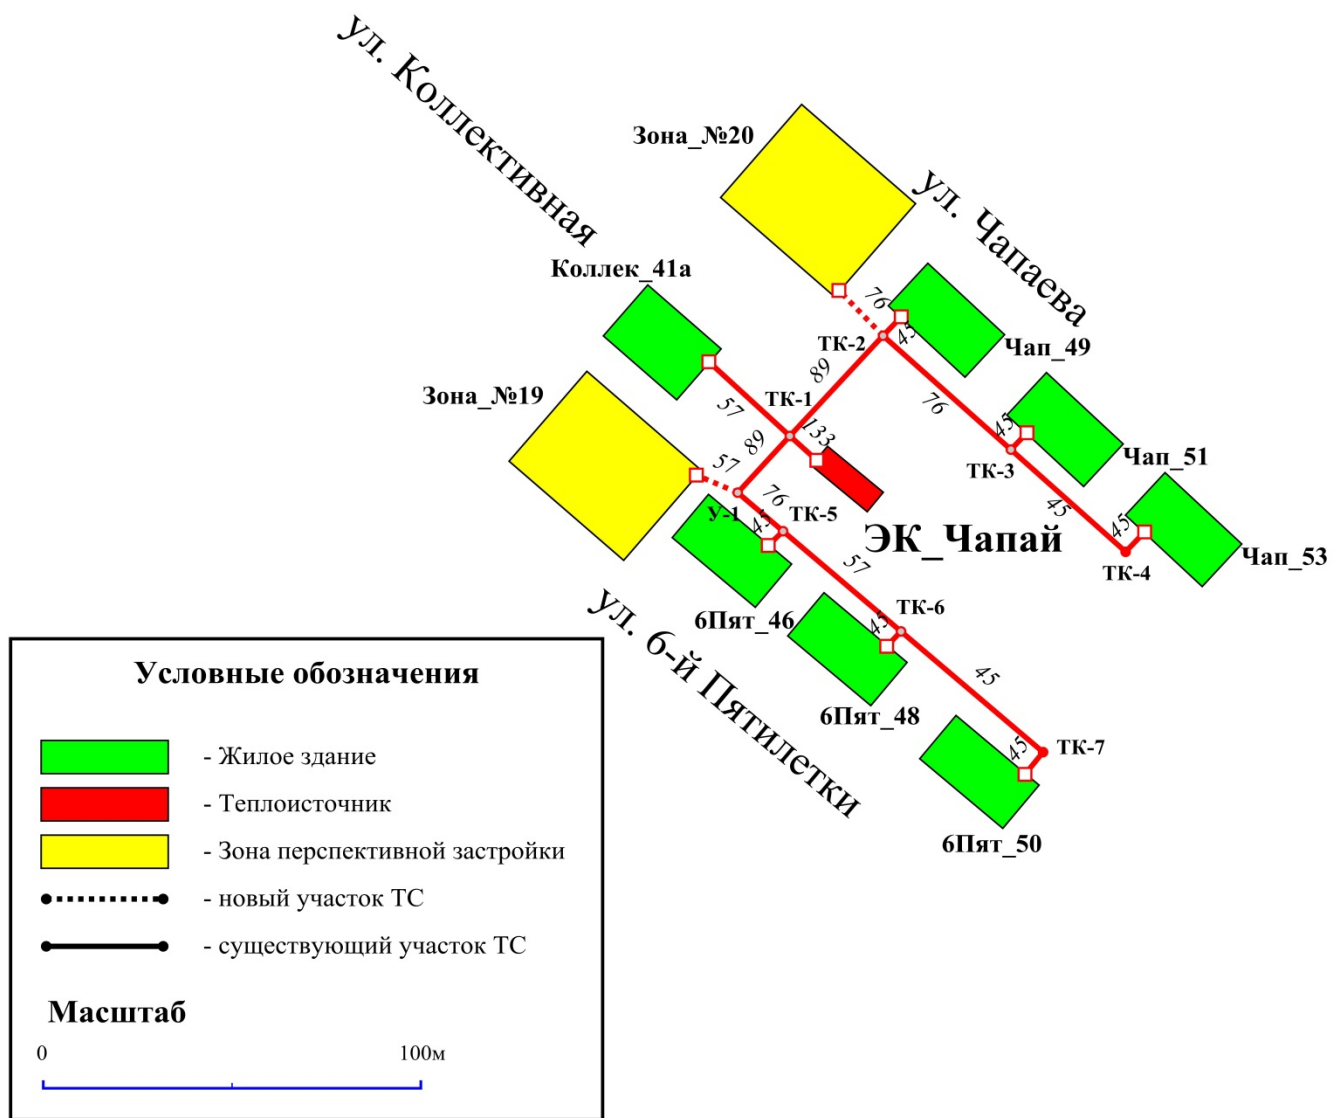 ул. Коллективная
Зона_№20
ул. Чапаева
Коллек_41а
76
45
ТК-2
Чап_49
Зона_№19
89
57
ТК-1
76
133
89
45
ТК-3
Чап_51
57
У-1
76
ТК-5
45
ЭК_Чапай
45
45
ТК-4
Чап_53
57
6Пят_46
ТК-6
45
ул. 6-й Пятилетки
6Пят_48
45
ТК-7
45
6Пят_50
Условные обозначения
- Жилое здание
- Теплоисточник
- Зона перспективной застройки
- новый участок ТС
- существующий участок ТС
Масштаб
0
100м